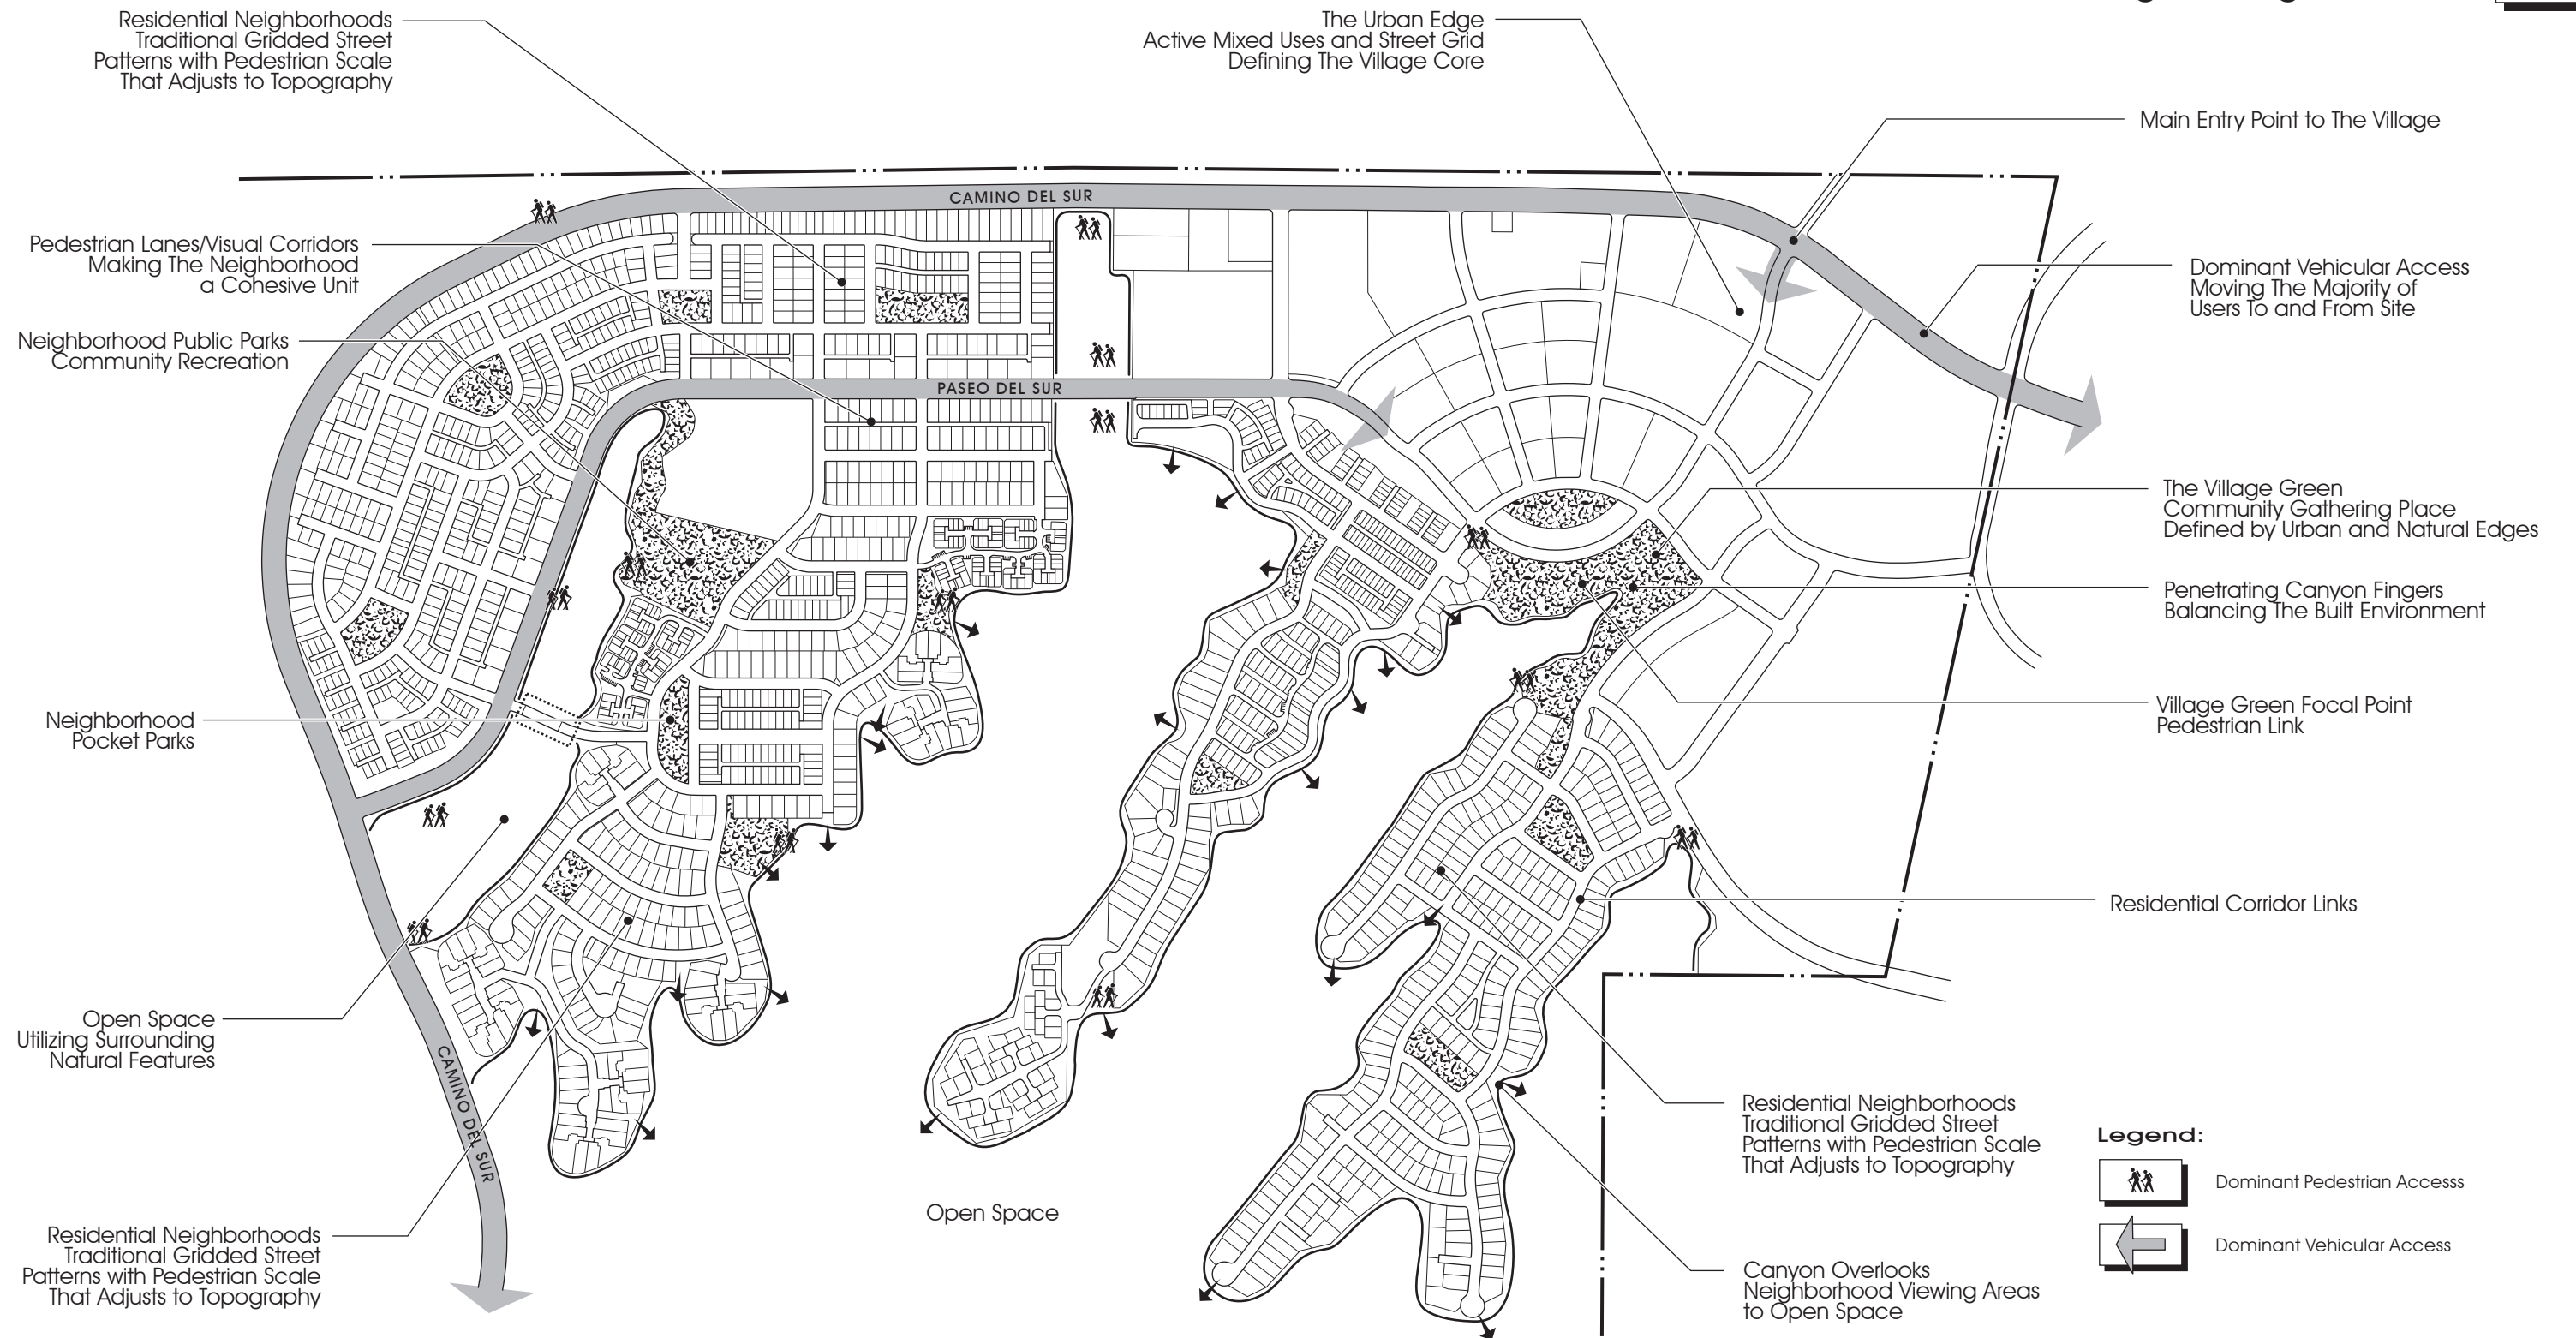 Residential Neighborhoods
Traditional Gridded Street
Patterns with Pedestrian Scale
That Adjusts to Topography
The Urban Edge
Active Mixed Uses and Street Grid
Defining The Village Core
Main Entry Point to The Village
CAMINO DEL SUR
Pedestrian Lanes/Visual Corridors
Making The Neighborhood
a Cohesive Unit
Dominant Vehicular Access
Moving The Majority of
Users To and From Site
Neighborhood Public Parks
Community Recreation
PASEO DEL SUR
The Village Green
Community Gathering Place
Defined by Urban and Natural Edges
Penetrating Canyon Fingers
Balancing The Built Environment
Village Green Focal Point
Pedestrian Link
Neighborhood
Pocket Parks
Residential Corridor Links
Open Space
Utilizing Surrounding
Natural Features
CAMINO DEL SUR
Residential Neighborhoods
Traditional Gridded Street
Patterns with Pedestrian Scale
That Adjusts to Topography
Legend:
Dominant Pedestrian Accesss
Dominant Vehicular Access
Open Space
Residential Neighborhoods
Traditional Gridded Street
Patterns with Pedestrian Scale
That Adjusts to Topography
Canyon Overlooks
Neighborhood Viewing Areas
to Open Space